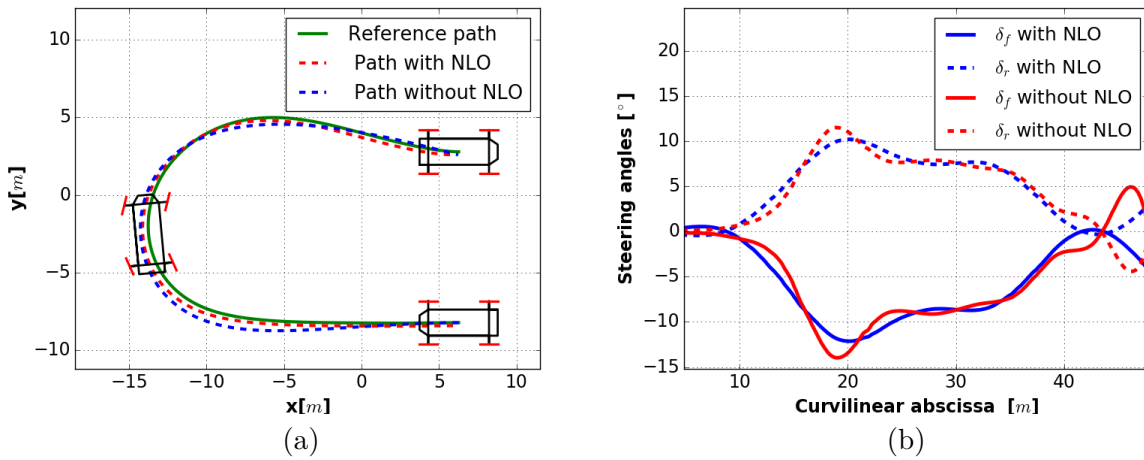 10
5
0
−5
−10
y[m]
−15
−10
−5
0
5
10
x[m]
Reference path
Path with NLO
Path without NLO
(a)
20
15
10
5
0
−5
−10
−15
Steering angles [°]
10
20
30
40
Curvilinear abscissa [m]
δf with NLO
δr with NLO
δf without NLO
δr without NLO
(b)